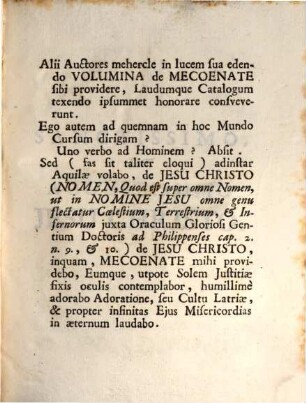 Alii Auctores mehercle in lucem sua eden-
do VOLUMINA de MECOENATE
sibi providere, Laudumque Catalogum
texendo ipsummet honorare consveve-
runt.
Ego autem ad quemnam in hoc Mundo
Cursum dirigam ?
Uno verbo ad Hominem ? Absit .
Sed ( fas sit taliter eloqui ) adinstar
Aquilæ volabo, de JESU CHRISTO
(NOMEN, Quod est super omne Nomen,
ut in NOMINE JESU omne genu
flectatur Cœlestium, Terrestrium, & In-
fernorum juxta Oraculum Gloriosi Gen-
tium Doctoris ad Philippenses cap. 2.
n. 9., & 10. ) de JESU CHRISTO,
inquam, MECOENATE mihi provi-
debo, Eumque , utpote Solem Justitiæ
fixis oculis contemplabor, humillimè
adorabo Adoratione, seu Cultu Latriæ,
& propter infinitas Ejus Misericordias
in æternum laudabo.